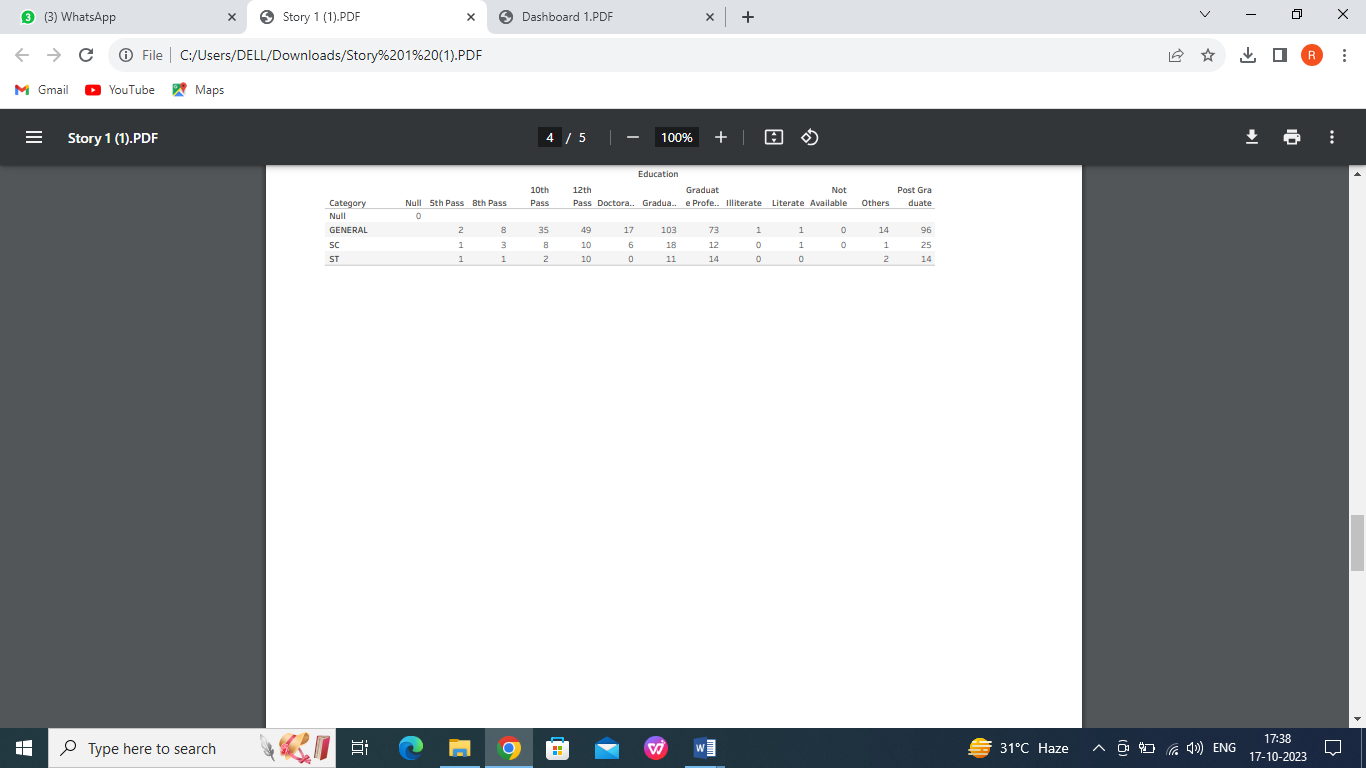 (3) WhatsApp
Story 1 (1).PDF
Dashboard 1.PDF
File C:/Users/DELL/Downloads/Story%201%20(1).PDF
R
Gmail YouTube Maps
Story 1 (1).PDF
4 / 5
100%
Education
10th 12th Graduat Not Post Gra
Category Null 5th Pass 8th Pass Pass Pass Doctora.. Gradua.. e Profe.. Illiterate Literate Available Others duate
Null 0
GENERAL 2 8 35 49 17 103 73 1 1 0 14 96
SC 1 3 8 10 6 18 12 0 1 0 1 25
ST 1 1 2 10 0 11 14 0 0 2 14
Type here to search
31°C Haze
ENG
17:38
17-10-2023